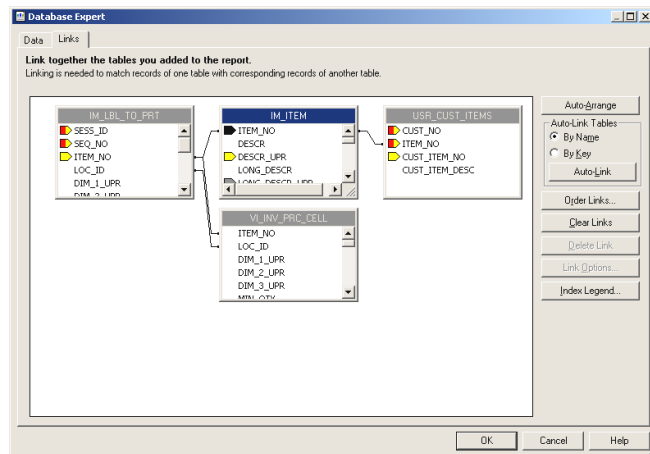 Database Expert
Data Links
Link together the tables you added to the report.
Linking is needed to match records of one table with corresponding records of another table.
IM_LBL_TO_PRT
SESS_ID
SEQ_NO
ITEM_NO
LOC_ID
DIM_1_UPR
DIM_2_UPR
IM_ITEM
ITEM_NO
DESCR
DESCR_UPR
LONG_DESCR
LONG_DESCR_UPR
USR_CUST_ITEMS
CUST_NO
ITEM_NO
CUST_ITEM_NO
CUST_ITEM_DESC
VI_INV_PRC_CELL
ITEM_NO
LOC_ID
DIM_1_UPR
DIM_2_UPR
DIM_3_UPR
MIN_QTY
Auto-Arrange
Auto-Link Tables
By Name
By Key
Auto-Link
Order Links...
Clear Links
Delete Link
Link Options...
Index Legend...
OK Cancel Help